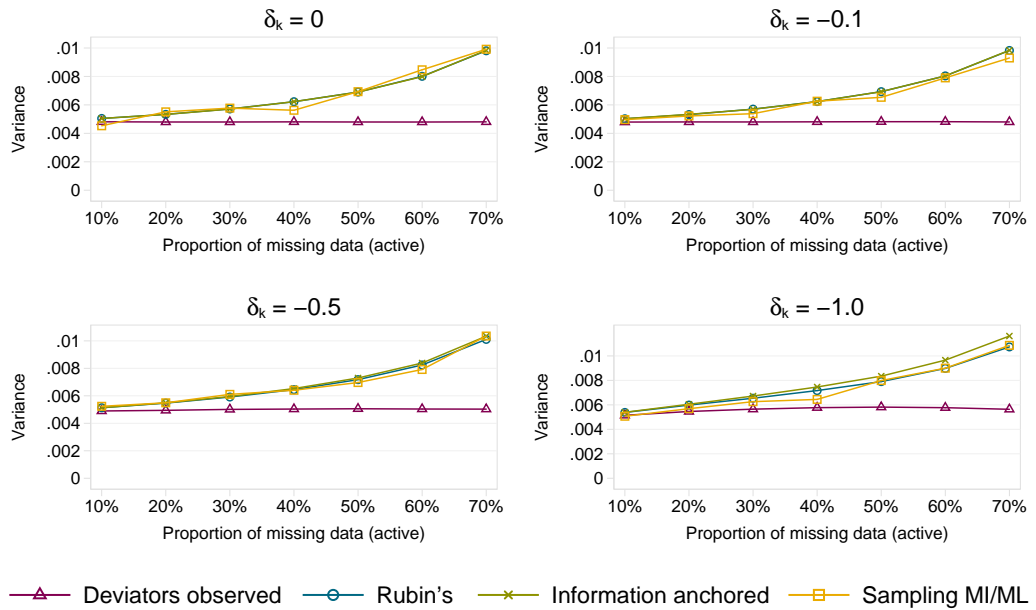 δk = 0
.01
.008
.006
.004
.002
0
Variance
10% 20% 30% 40% 50% 60% 70%
Proportion of missing data (active)
δk = −0.1
.01
.008
.006
.004
.002
0
Variance
10% 20% 30% 40% 50% 60% 70%
Proportion of missing data (active)
δk = −0.5
.01
.008
.006
.004
.002
0
Variance
10% 20% 30% 40% 50% 60% 70%
Proportion of missing data (active)
δk = −1.0
.01
.008
.006
.004
.002
0
Variance
10% 20% 30% 40% 50% 60% 70%
Proportion of missing data (active)
Deviators observed Rubin's Information anchored Sampling MI/ML